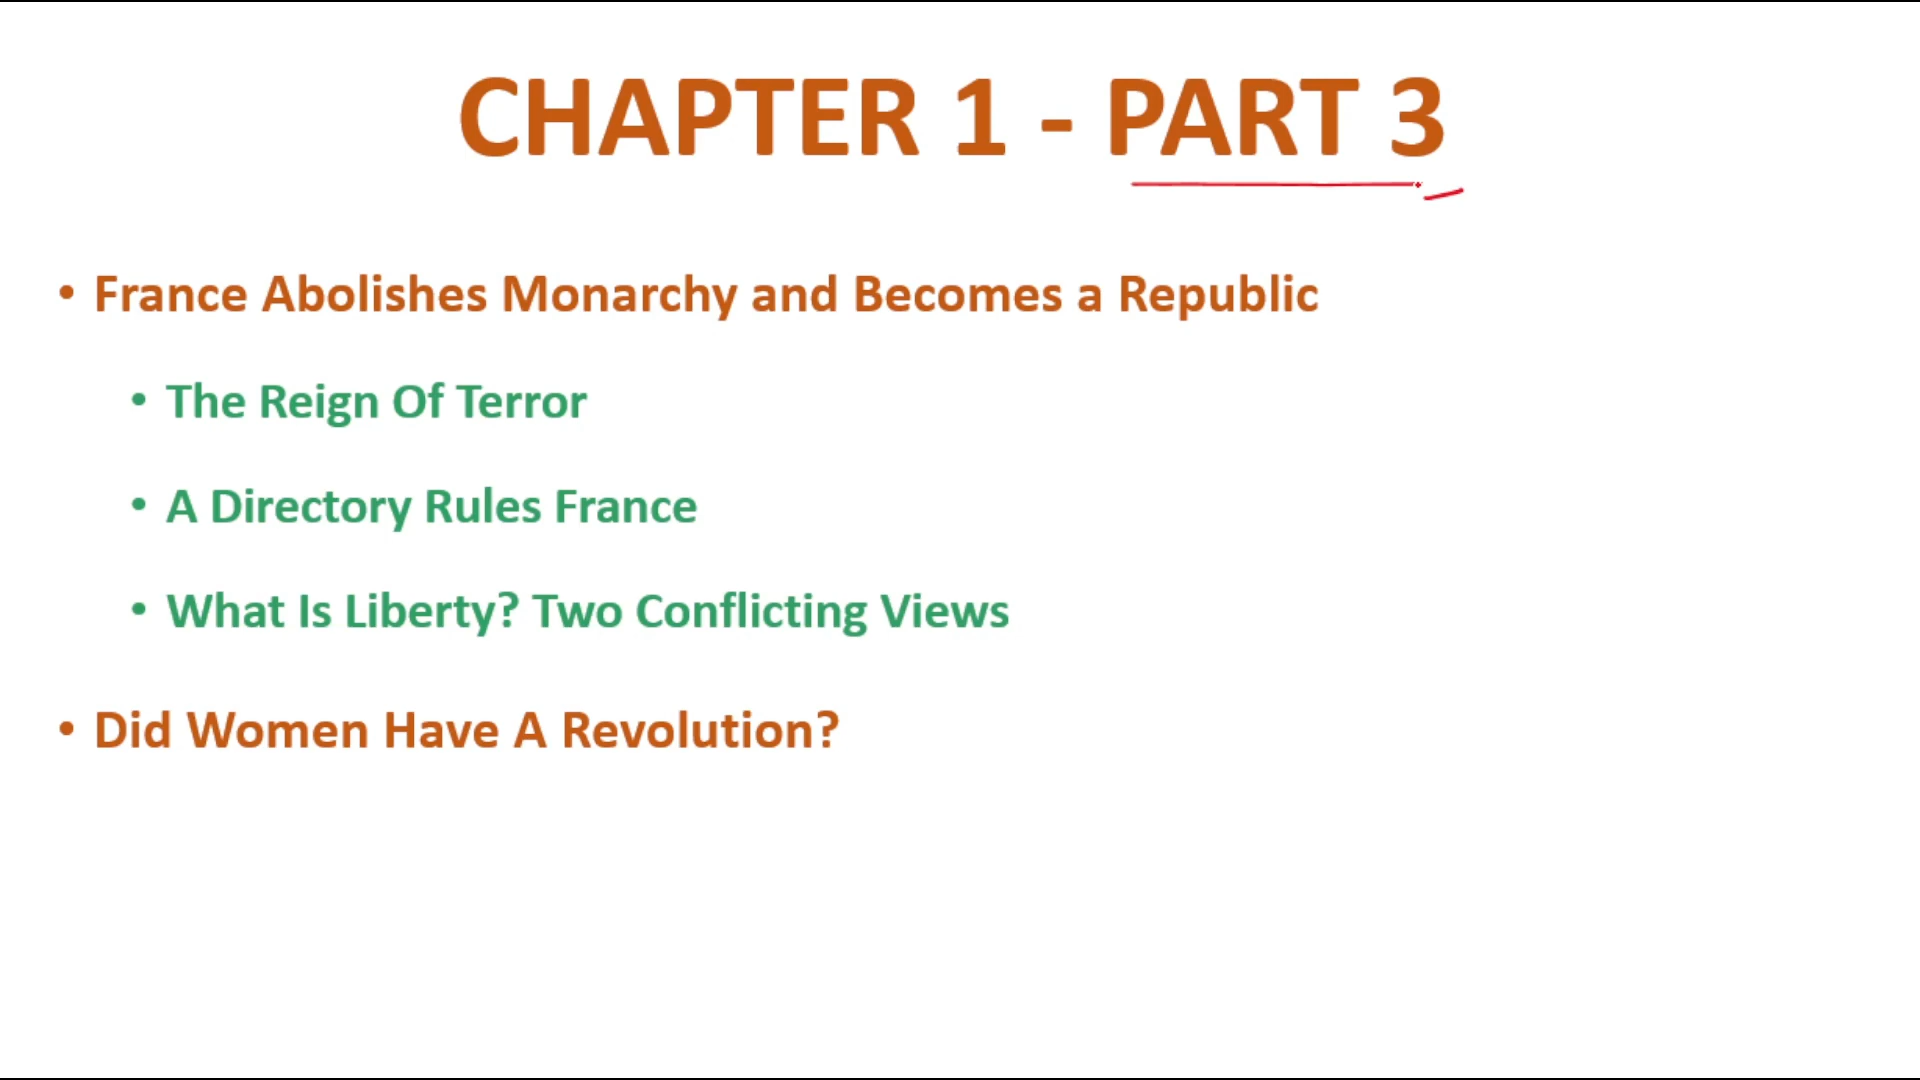 CHAPTER 1 - PART 3
• France Abolishes Monarchy and Becomes a Republic
• The Reign Of Terror
• A Directory Rules France
• What Is Liberty? Two Conflicting Views
• Did Women Have A Revolution?